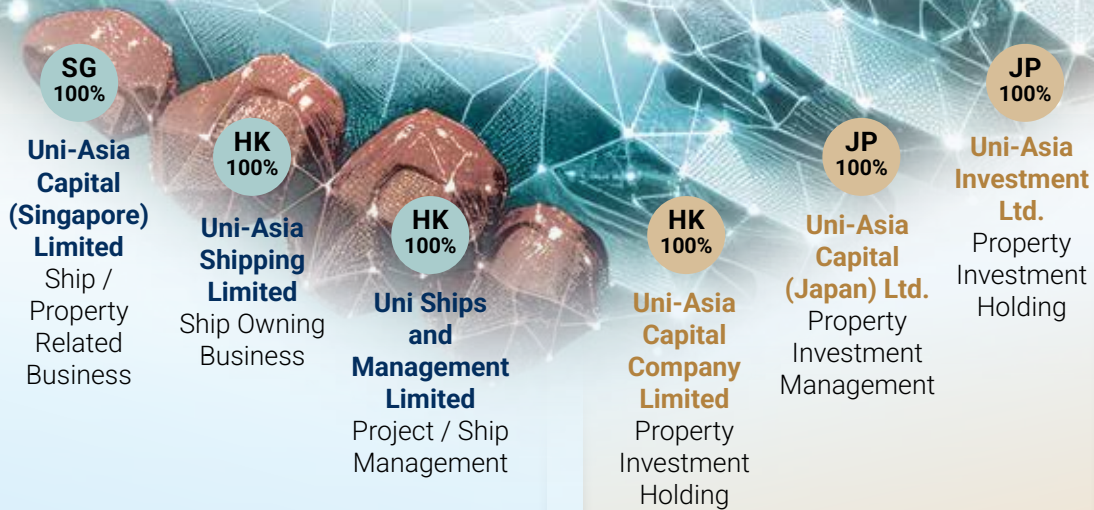 SG
100%
Uni-Asia
Capital
(Singapore)
Limited
Ship /
Property
Related
Business
HK
100%
Uni-Asia
Shipping
Limited
Ship Owning
Business
HK
100%
Uni Ships
and
Management
Limited
Project / Ship
Management
HK
100%
Uni-Asia
Capital
Company
Limited
Property
Investment
Holding
JP
100%
Uni-Asia
Capital
(Japan) Ltd.
Property
Investment
Management
JP
100%
Uni-Asia
Investment
Ltd.
Property
Investment
Holding